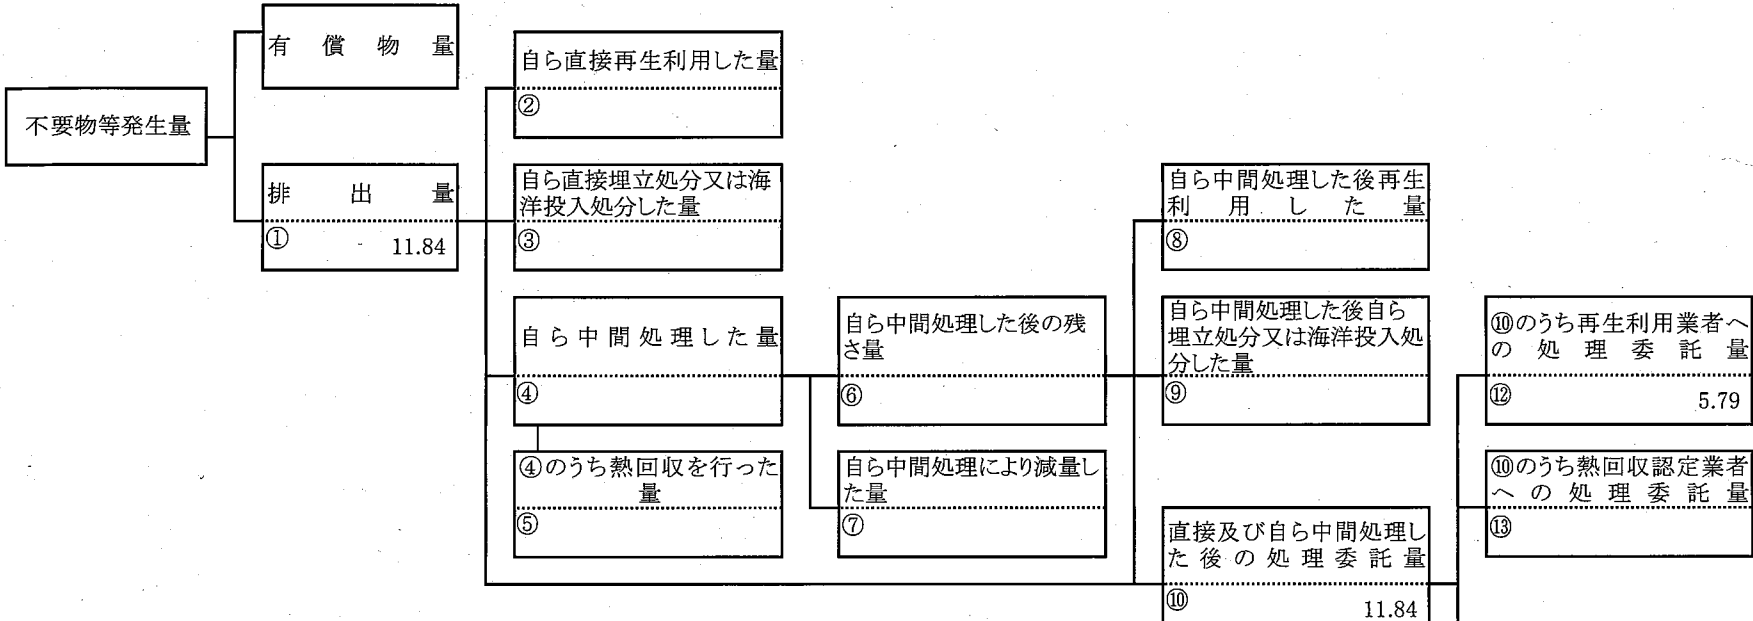 不要物等発生量
有償物量
排出量
① 11.84
自ら直接再生利用した量
②
自ら直接埋立処分又は海
洋投入処分した量
③
自ら中間処理した量
④
④のうち熱回収を行った
量
⑤
自ら中間処理した後の残
さ量
⑥
自ら中間処理により減量し
た量
⑦
自ら中間処理した後再生
利用した量
⑧
自ら中間処理した後自ら
埋立処分又は海洋投入処
分した量
⑨
直接及び自ら中間処理し
た後の処理委託量
⑩ 11.84
⑩のうち再生利用業者へ
の処理委託量
⑫ 5.79
⑩のうち熱回収認定業者
への処理委託量
⑬